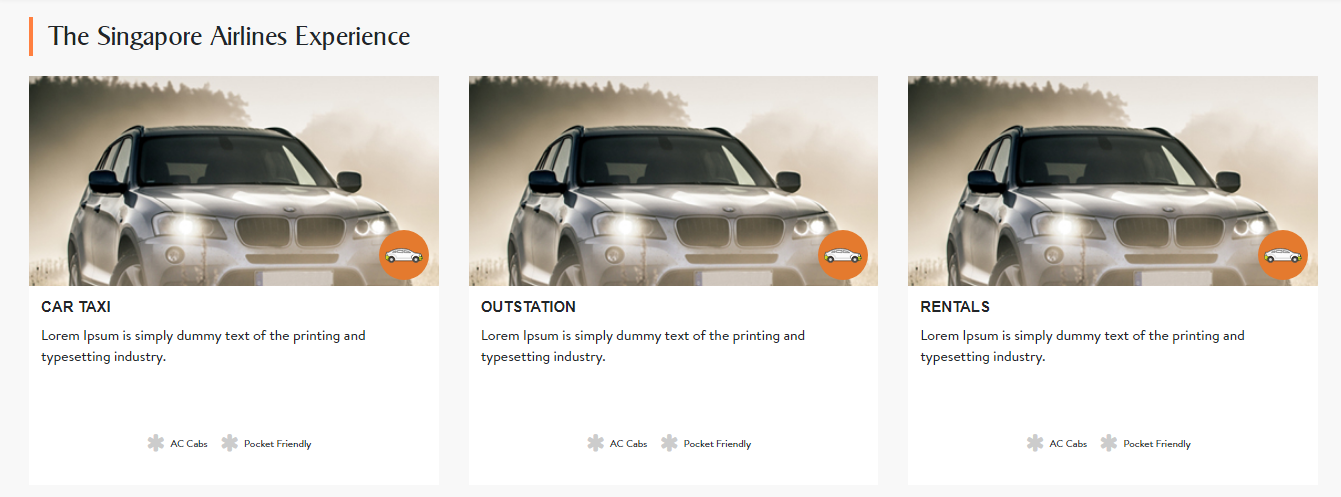 The Singapore Airlines Experience
CAR TAXI
Lorem Ipsum is simply dummy text of the printing and
typesetting industry.
AC Cabs Pocket Friendly
OUTSTATION
Lorem Ipsum is simply dummy text of the printing and
typesetting industry.
AC Cabs Pocket Friendly
RENTALS
Lorem Ipsum is simply dummy text of the printing and
typesetting industry.
AC Cabs Pocket Friendly